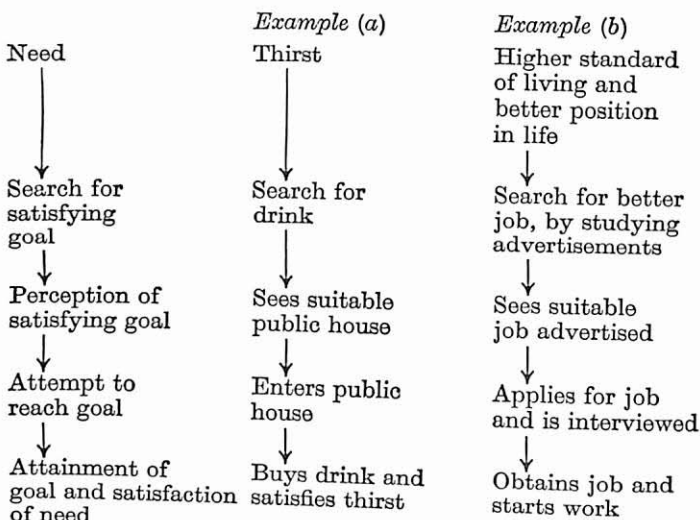 Need
Search for
satisfying
goal
Perception of
satisfying goal
Attempt to
reach goal
Attainment of
goal and satisfaction
of need
Example (a)
Thirst
Search for
drink
Sees suitable
public house
Enters public
house
Buys drink and
satisfies thirst
Example (b)
Higher standard
of living and
better position
in life
Search for better
job, by studying
advertisements
Sees suitable
job advertised
Applies for job
and is interviewed
Obtains job and
starts work